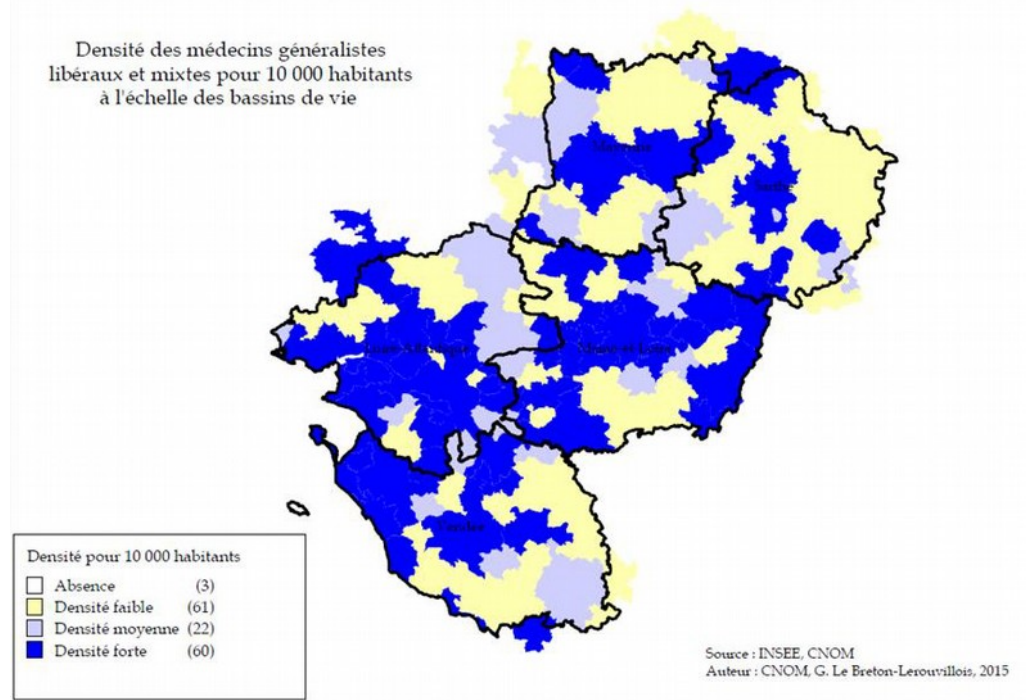 Densité des médecins généralistes
libéraux et mixtes pour 10 000 habitants
à l'échelle des bassins de vie
Mayenne
Sarthe
Loire-Atlantique
Maine-et-Loire
Vendée
Densité pour 10 000 habitants
Absence (3)
Densité faible (61)
Densité moyenne (22)
Densité forte (60)
Source : INSEE, CNOM
Auteur : CNOM, G. Le Breton-Lerouvillois, 2015